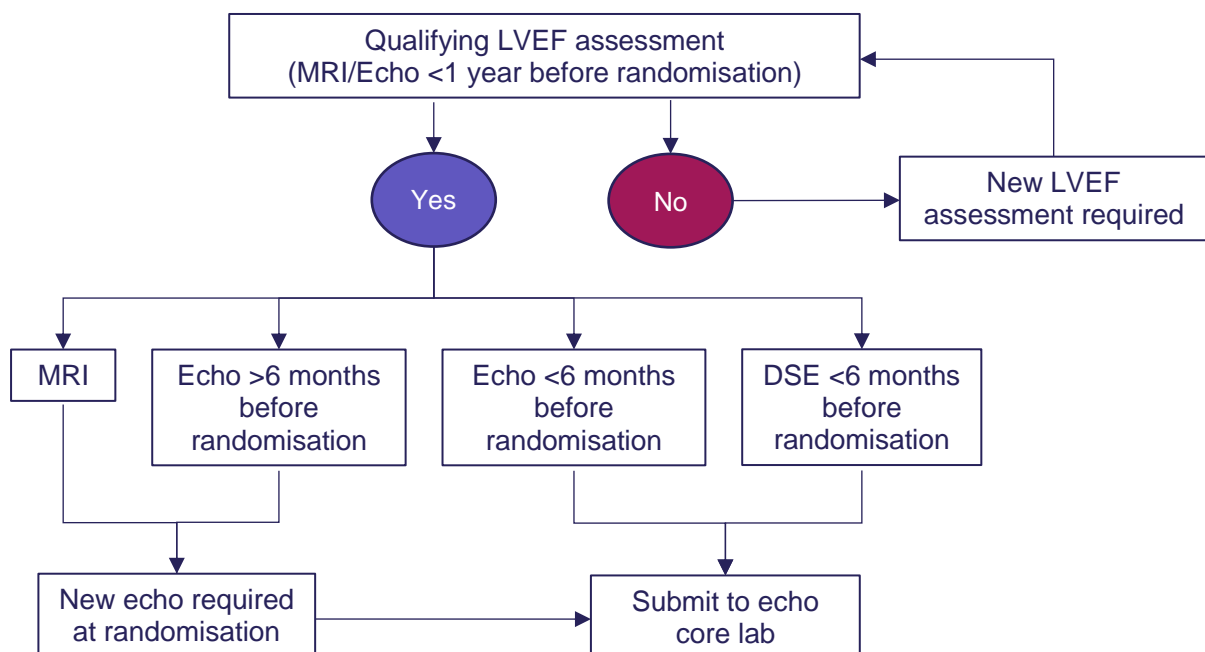 Qualifying LVEF assessment
(MRI/Echo <1 year before randomisation)
Yes
No
New LVEF
assessment required
MRI
Echo >6 months
before
randomisation
Echo <6 months
before
randomisation
DSE <6 months
before
randomisation
New echo required
at randomisation
Submit to echo
core lab